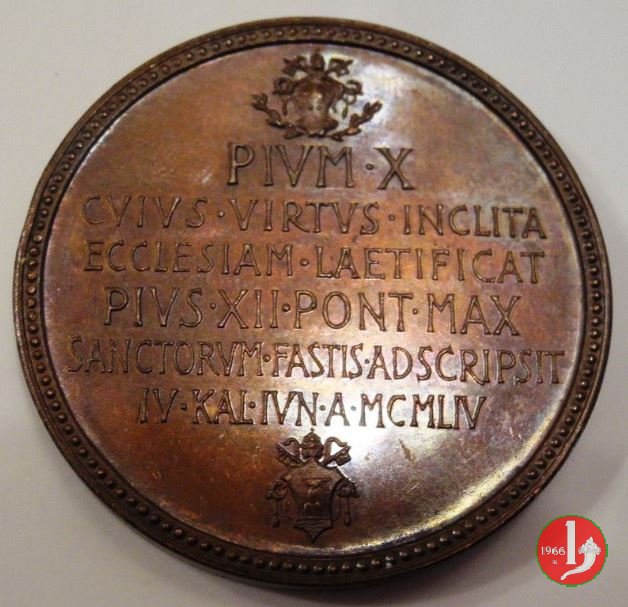 PIVM·X
CVIVS·VIRTVS·INCLITA
ECCLESIAM·LAETIFICAT
PIVS·XII·PONT·MAX
SANCTORVM·FASTIS·ADSCRIPSIT
IV·KAL·IVN·A·MCMLIV
1966